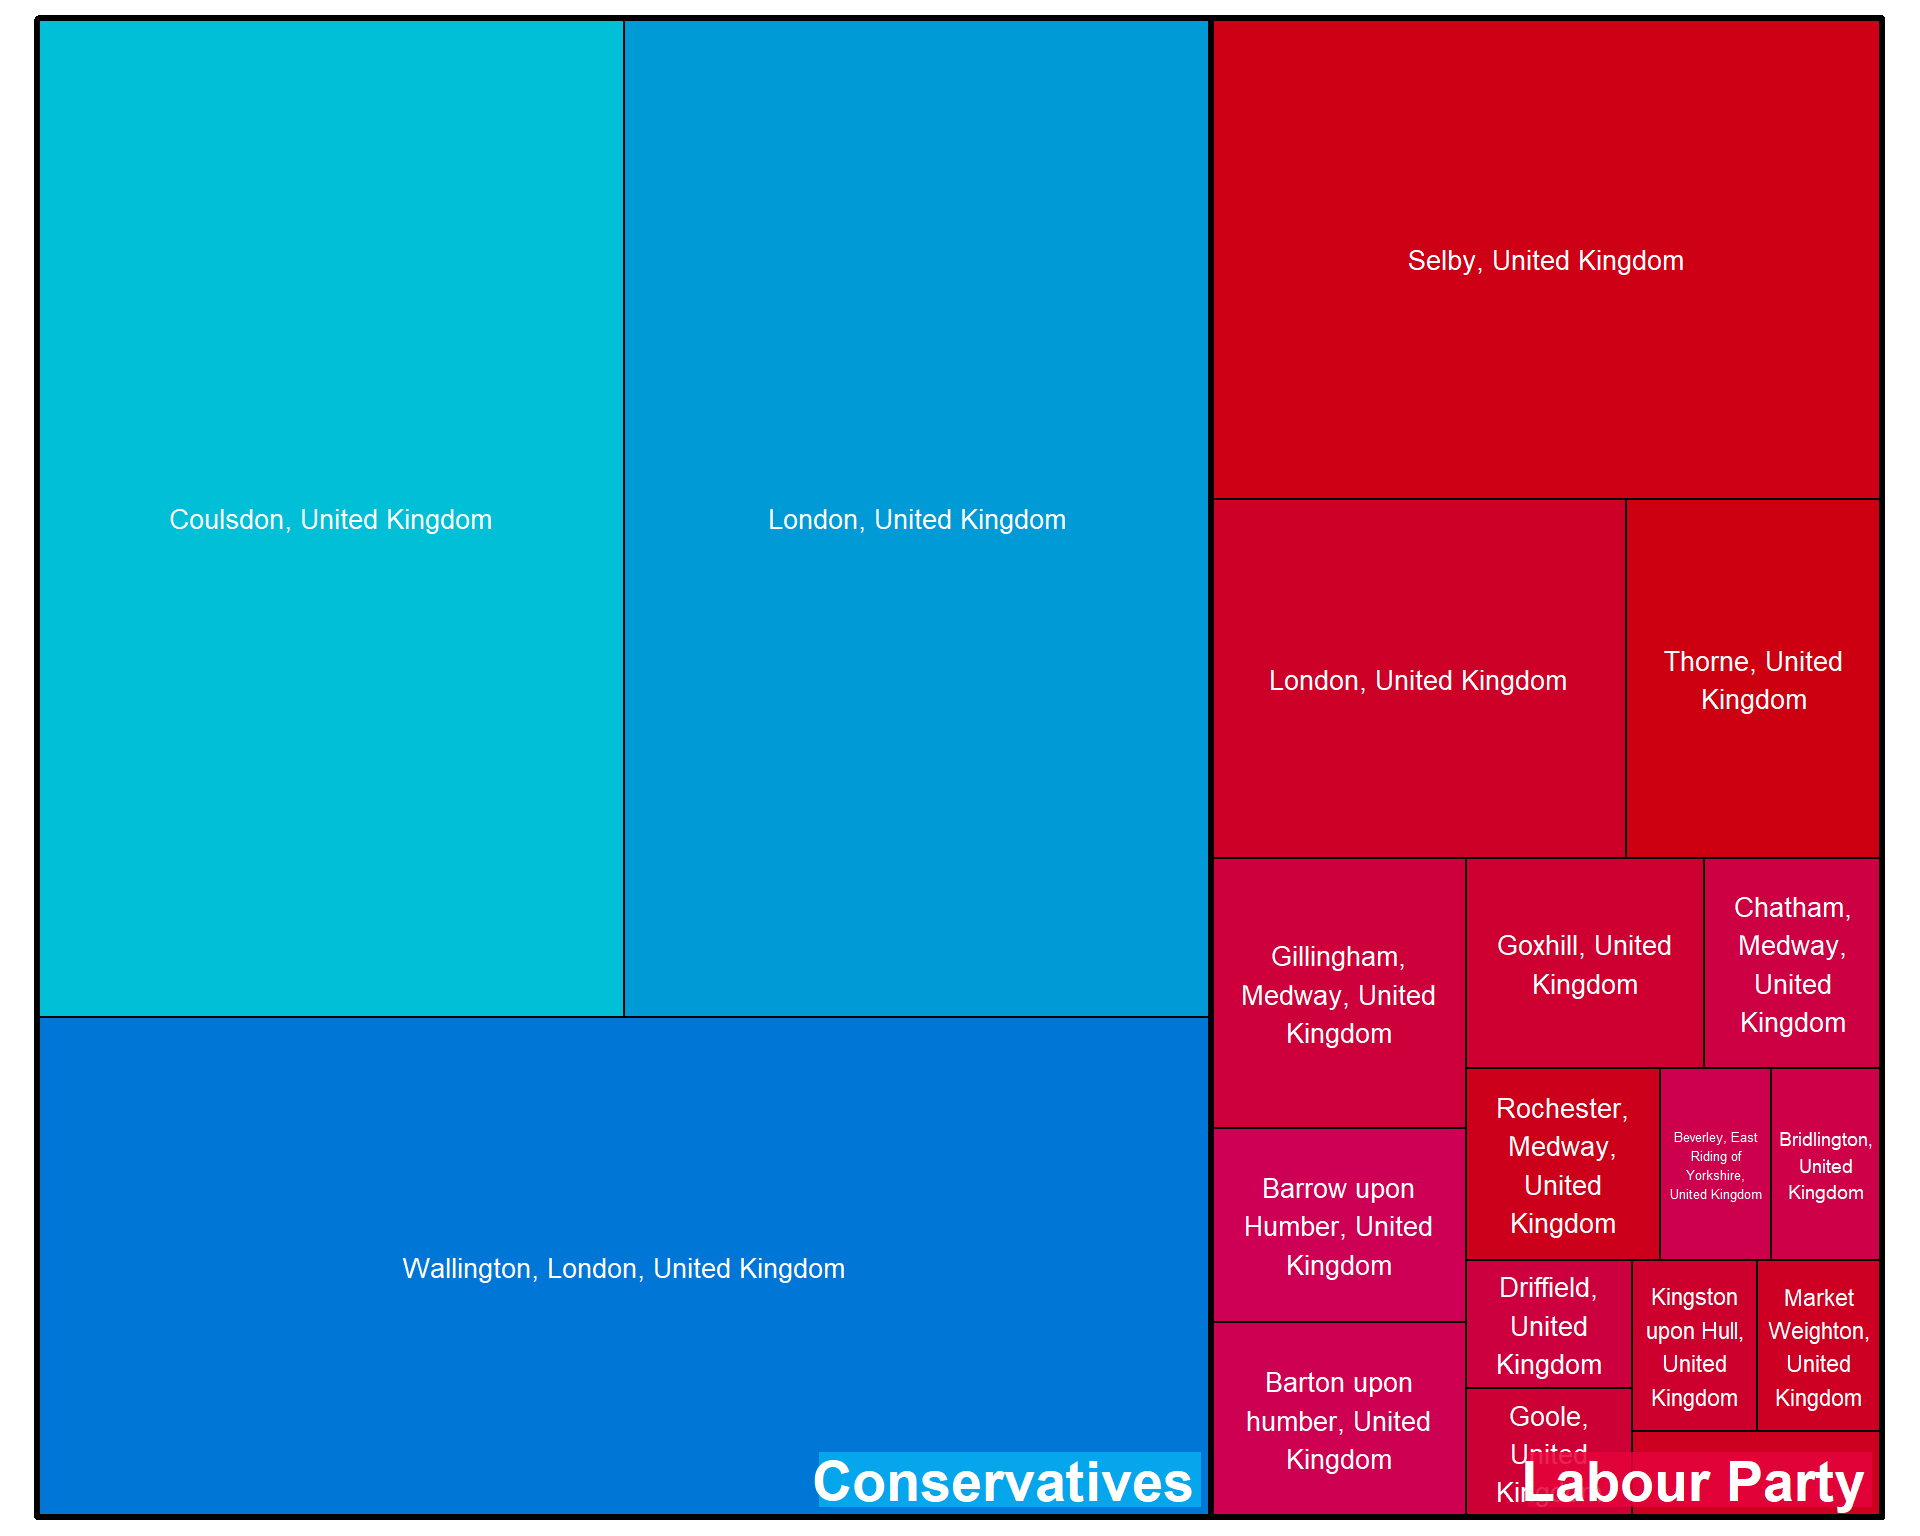 Coulsdon, United Kingdom
London, United Kingdom
Wallington, London, United Kingdom
Conservatives
Selby, United Kingdom
London, United Kingdom
Thorne, United
Kingdom
Gillingham,
Medway, United
Kingdom
Goxhill, United
Kingdom
Chatham,
Medway,
United
Kingdom
Barrow upon
Humber, United
Kingdom
Rochester,
Medway,
United
Kingdom
Beverley, East
Riding of
Yorkshire,
United Kingdom
Bridlington,
United
Kingdom
Barton upon
humber, United
Kingdom
Driffield,
United
Kingdom
Kingston
upon Hull,
United
Kingdom
Market
Weighton,
United
Kingdom
Goole,
United
Kingdom
Labour Party